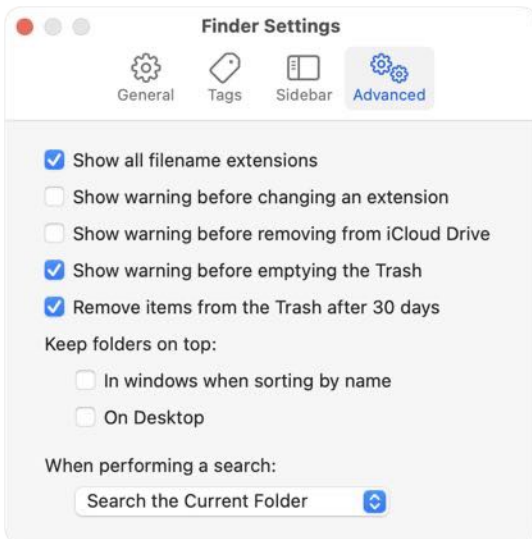 Finder Settings
General Tags Sidebar Advanced
Show all filename extensions
Show warning before changing an extension
Show warning before removing from iCloud Drive
Show warning before emptying the Trash
Remove items from the Trash after 30 days
Keep folders on top:
In windows when sorting by name
On Desktop
When performing a search:
Search the Current Folder